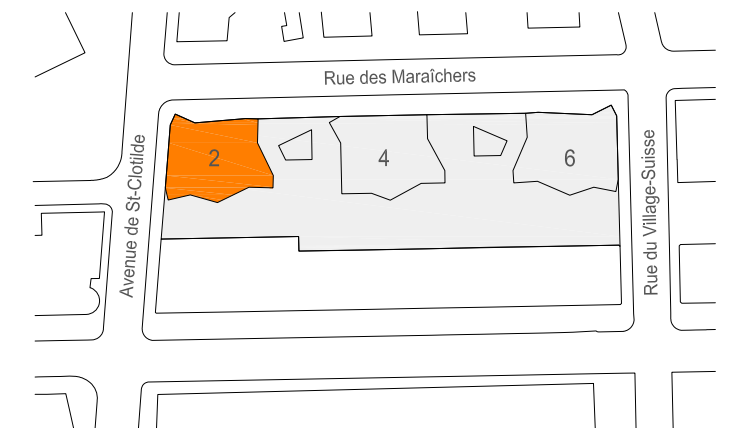 Rue des Maraîchers
Avenue de St-Clotilde
2
4
6
Rue du Village-Suisse